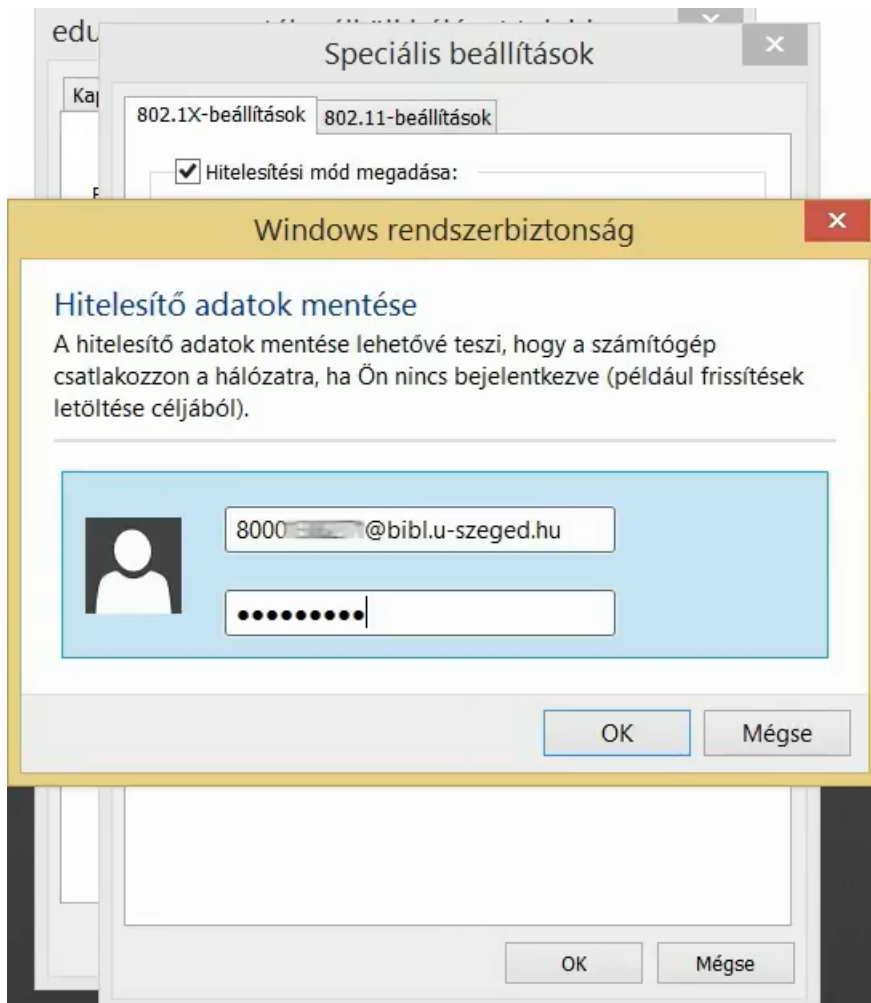 edu
Speciális beállítások
802.1X-beállítások
802.11-beállítások
Hitelesítési mód megadása:
Windows rendszerbiztonság
Hitelesítő adatok mentése
A hitelesítő adatok mentése lehetővé teszi, hogy a számítógép
csatlakozzon a hálózatra, ha Ön nincs bejelentkezve (például frissítések
letöltése céljából).
8000
@bibl.u-szeged.hu
●●●●●●●●●
OK
Mégse
OK
Mégse